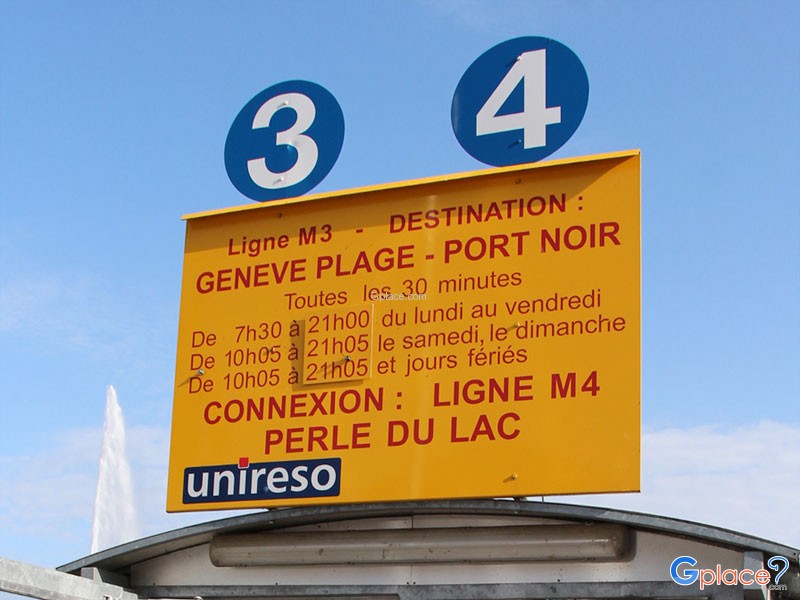 3 4
Ligne M3 - DESTINATION :
GENEVE PLAGE - PORT NOIR
Toutes les 30 minutes
Gplace.com
De 7h30 à 21h00 du lundi au vendredi
De 10h05 à 21h05 le samedi, le dimanche
De 10h05 à 21h05 et jours fériés
CONNEXION : LIGNE M4
PERLE DU LAC
unireso
Gplace?.com